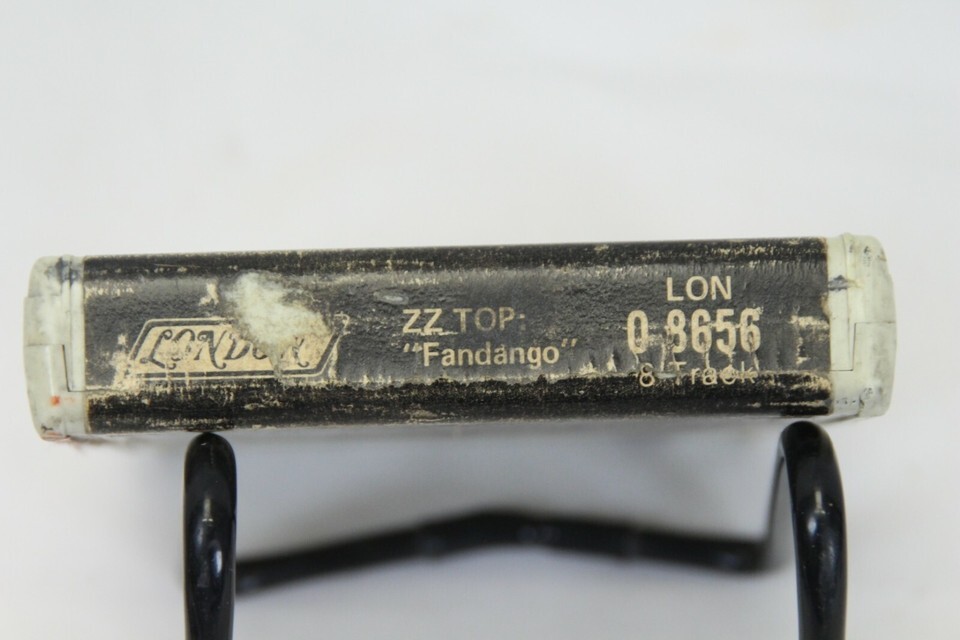 LONDON
ZZ TOP:
"Fandango"
LON
0 8656
8-Track